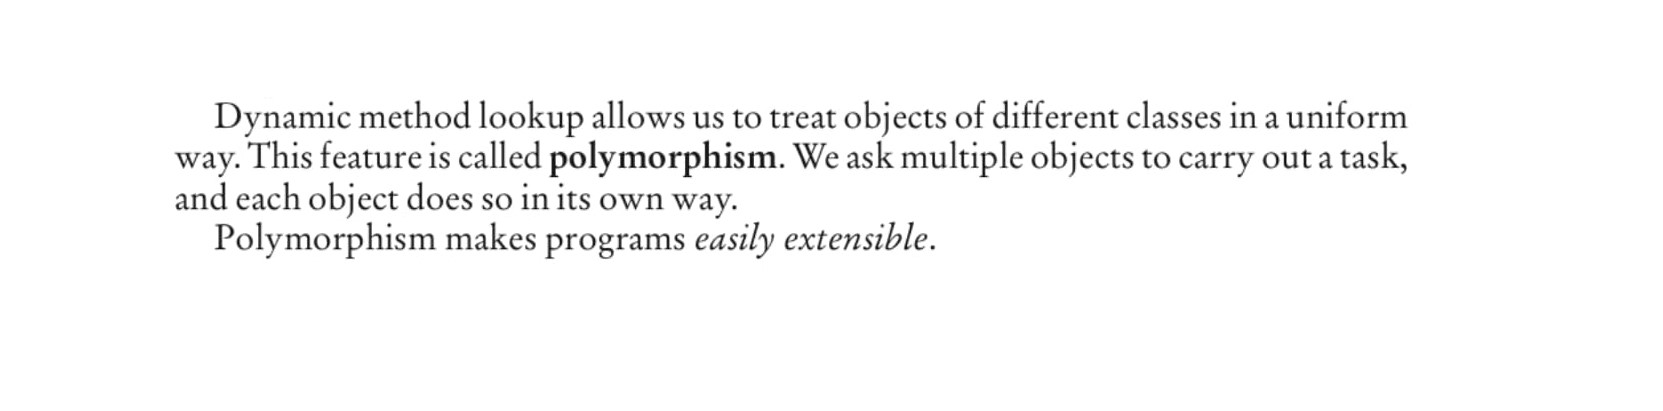 Dynamic method lookup allows us to treat objects of different classes in a uniform
way. This feature is called polymorphism. We ask multiple objects to carry out a task,
and each object does so in its own way.
Polymorphism makes programs easily extensible.